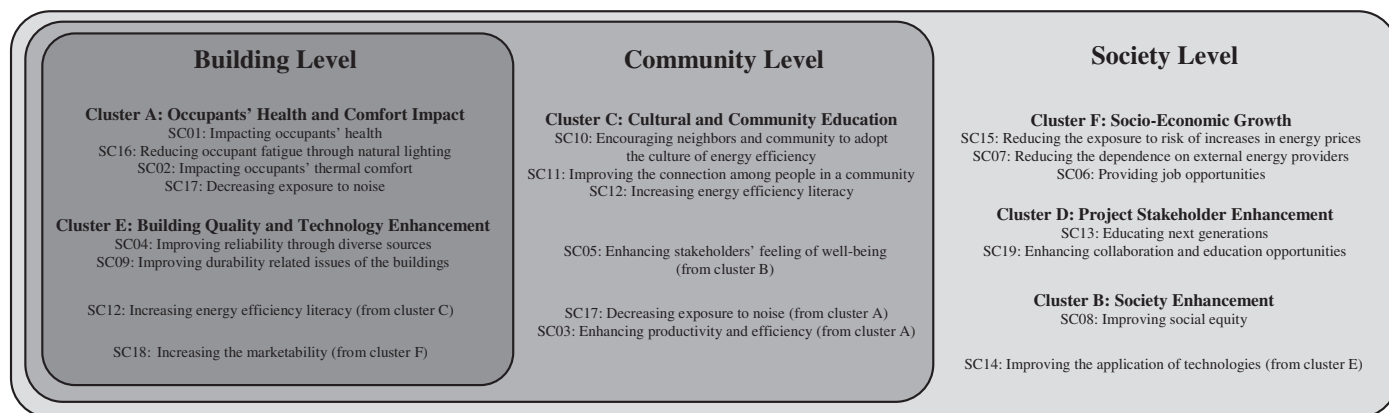 Building Level
Cluster A: Occupants’ Health and Comfort Impact
SC01: Impacting occupants’ health
SC16: Reducing occupant fatigue through natural lighting
SC02: Impacting occupants’ thermal comfort
SC17: Decreasing exposure to noise
Cluster E: Building Quality and Technology Enhancement
SC04: Improving reliability through diverse sources
SC09: Improving durability related issues of the buildings
SC12: Increasing energy efficiency literacy (from cluster C)
SC18: Increasing the marketability (from cluster F)
Community Level
Cluster C: Cultural and Community Education
SC10: Encouraging neighbors and community to adopt
the culture of energy efficiency
SC11: Improving the connection among people in a community
SC12: Increasing energy efficiency literacy
SC05: Enhancing stakeholders’ feeling of well-being
(from cluster B)
SC17: Decreasing exposure to noise (from cluster A)
SC03: Enhancing productivity and efficiency (from cluster A)
Society Level
Cluster F: Socio-Economic Growth
SC15: Reducing the exposure to risk of increases in energy prices
SC07: Reducing the dependence on external energy providers
SC06: Providing job opportunities
Cluster D: Project Stakeholder Enhancement
SC13: Educating next generations
SC19: Enhancing collaboration and education opportunities
Cluster B: Society Enhancement
SC08: Improving social equity
SC14: Improving the application of technologies (from cluster E)